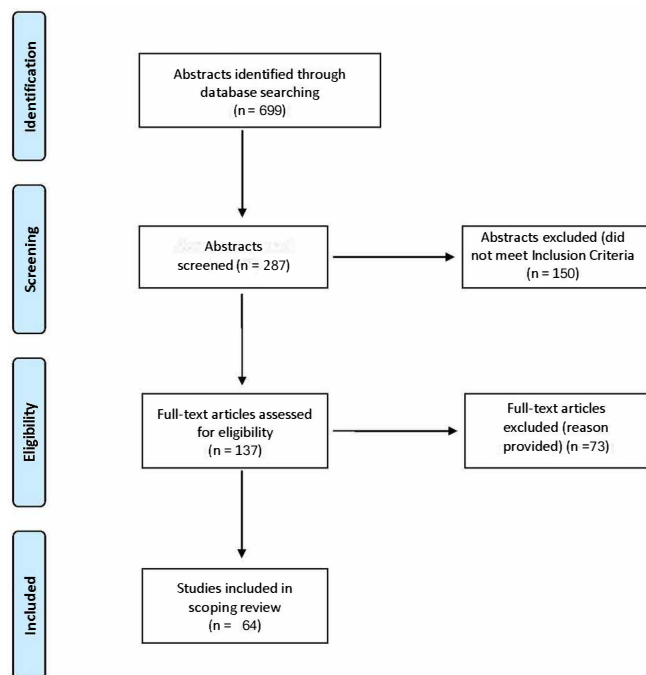 Identification
Abstracts identified through
database searching
(n = 699)
Screening
Abstracts
screened (n = 287)
Abstracts excluded (did
not meet Inclusion Criteria
(n = 150)
Eligibility
Full-text articles assessed
for eligibility
(n = 137)
Full-text articles
excluded (reason
provided) (n =73)
Included
Studies included in
scoping review
(n = 64)